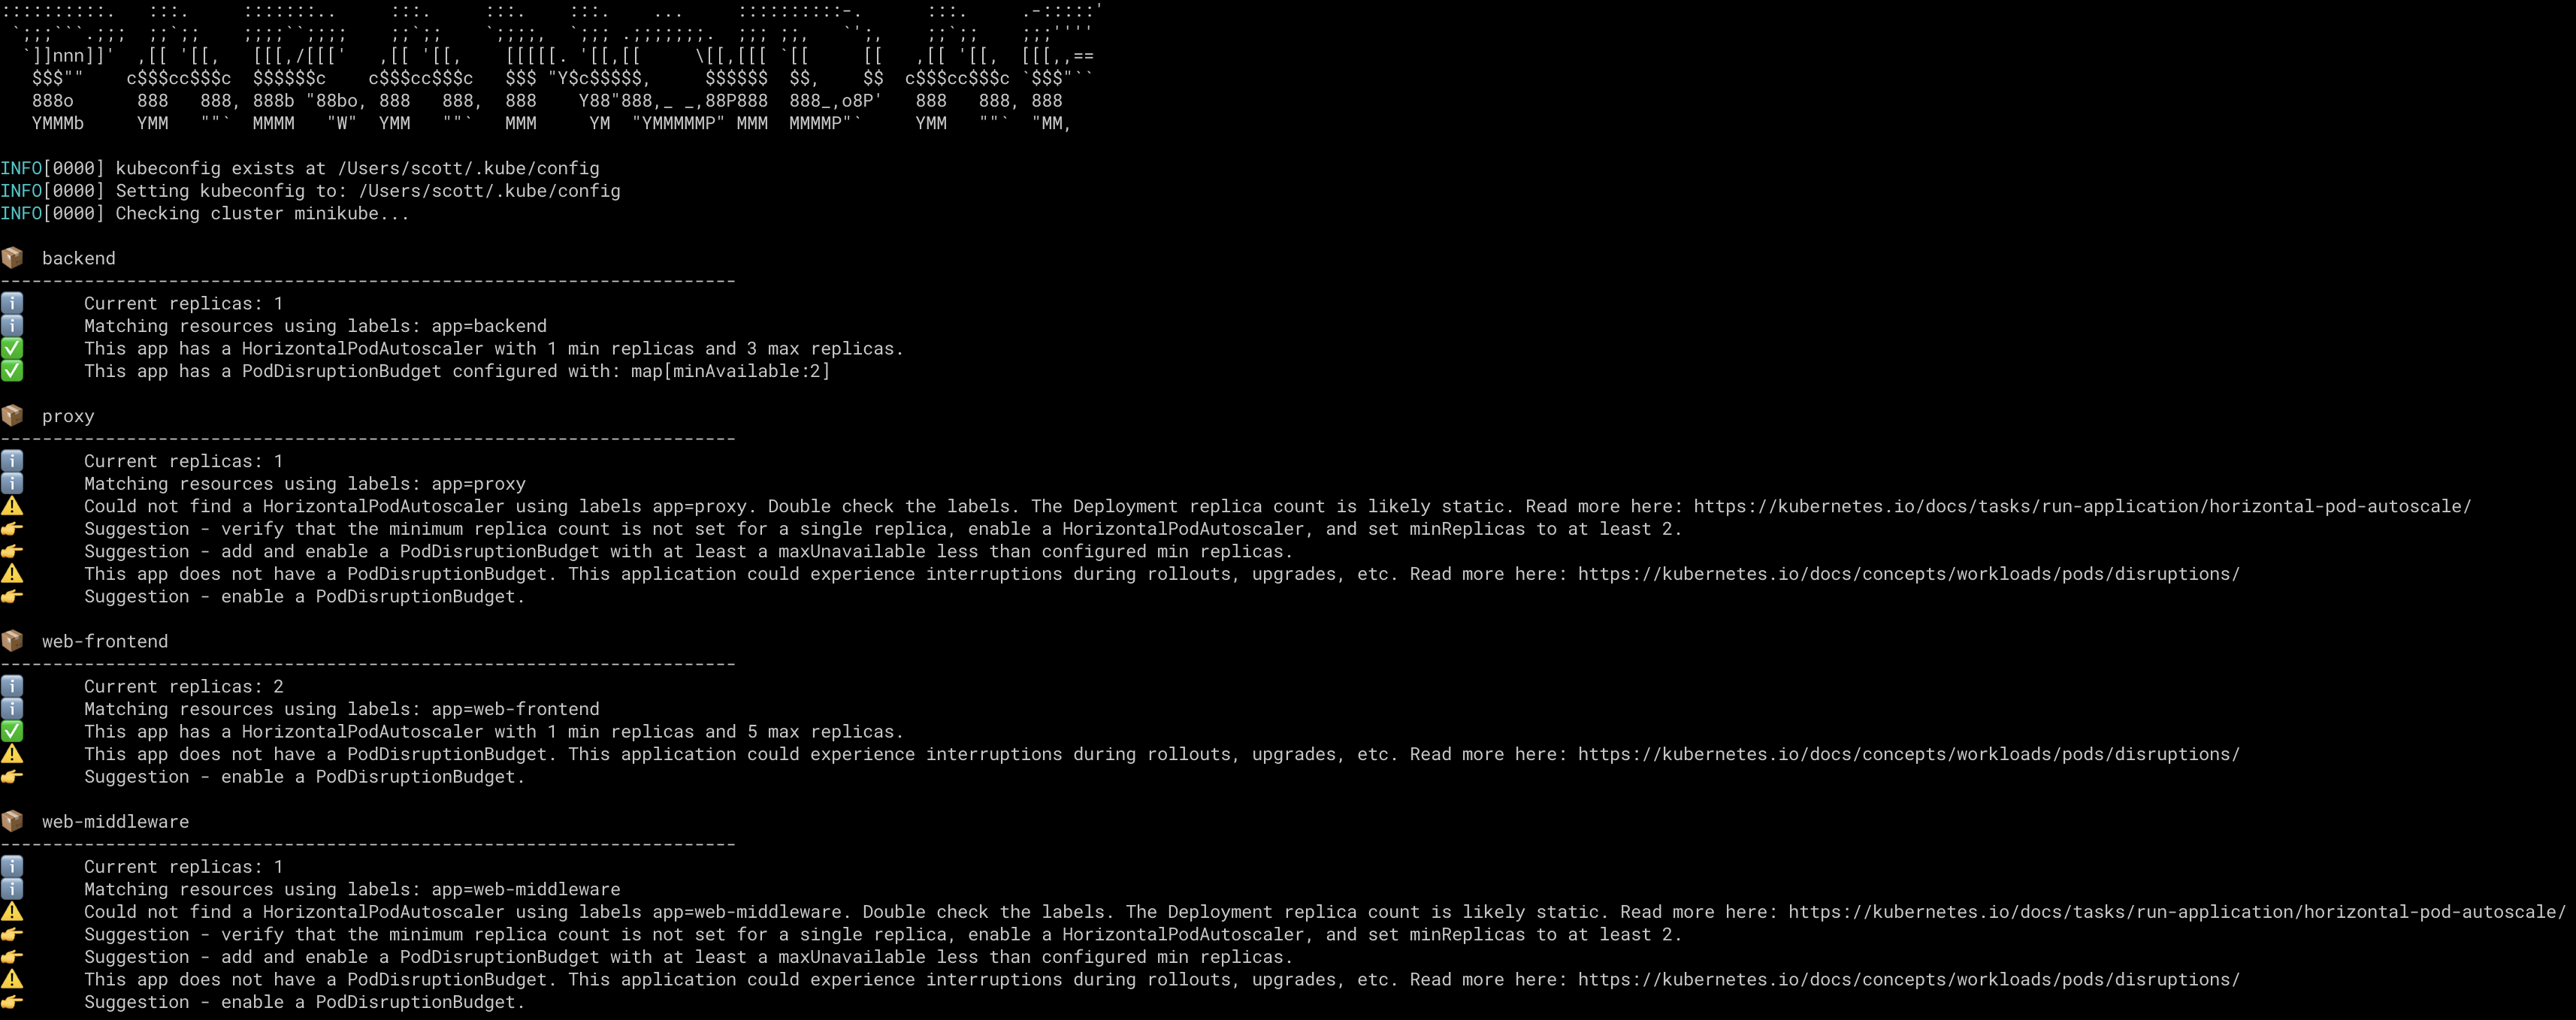 ::::::::::.   :::.     :::::::..     :::.     :::.    :::.    ...     ::::::::::-.      :::.     .-:::::'
 `;;;```.;;;  ;;`;;    ;;;;``;;;;    ;;`;;    `;;;;,  `;;; .;;;;;;;.  ;;; ;;,   `';,    ;;`;;    ;;;''''
  `]]nnn]]'  ,[[ '[[,   [[[,/[[['   ,[[ '[[,    [[[[[. '[[,[[     \[[,[[[ `[[     [[   ,[[ '[[,  [[[,,==
   $$$""    c$$$cc$$$c  $$$$$$c    c$$$cc$$$c   $$$ "Y$c$$$$$,     $$$$$$  $$,    $$  c$$$cc$$$c `$$$"``
   888o      888   888, 888b "88bo, 888   888,  888    Y88"888,_ _,88P888  888_,o8P'   888   888, 888
   YMMMb     YMM   ""`  MMMM   "W"  YMM   ""`   MMM     YM  "YMMMMMP" MMM  MMMMP"`     YMM   ""`  "MM,
INFO[0000] kubeconfig exists at /Users/scott/.kube/config
INFO[0000] Setting kubeconfig to: /Users/scott/.kube/config
INFO[0000] Checking cluster minikube...
backend
----------------------------------------------------------------------
Current replicas: 1
Matching resources using labels: app=backend
This app has a HorizontalPodAutoscaler with 1 min replicas and 3 max replicas.
This app has a PodDisruptionBudget configured with: map[minAvailable:2]
proxy
----------------------------------------------------------------------
Current replicas: 1
Matching resources using labels: app=proxy
Could not find a HorizontalPodAutoscaler using labels app=proxy. Double check the labels. The Deployment replica count is likely static. Read more here: https://kubernetes.io/docs/tasks/run-application/horizontal-pod-autoscale/
Suggestion - verify that the minimum replica count is not set for a single replica, enable a HorizontalPodAutoscaler, and set minReplicas to at least 2.
Suggestion - add and enable a PodDisruptionBudget with at least a maxUnavailable less than configured min replicas.
This app does not have a PodDisruptionBudget. This application could experience interruptions during rollouts, upgrades, etc. Read more here: https://kubernetes.io/docs/concepts/workloads/pods/disruptions/
Suggestion - enable a PodDisruptionBudget.
web-frontend
----------------------------------------------------------------------
Current replicas: 2
Matching resources using labels: app=web-frontend
This app has a HorizontalPodAutoscaler with 1 min replicas and 5 max replicas.
This app does not have a PodDisruptionBudget. This application could experience interruptions during rollouts, upgrades, etc. Read more here: https://kubernetes.io/docs/concepts/workloads/pods/disruptions/
Suggestion - enable a PodDisruptionBudget.
web-middleware
----------------------------------------------------------------------
Current replicas: 1
Matching resources using labels: app=web-middleware
Could not find a HorizontalPodAutoscaler using labels app=web-middleware. Double check the labels. The Deployment replica count is likely static. Read more here: https://kubernetes.io/docs/tasks/run-application/horizontal-pod-autoscale/
Suggestion - verify that the minimum replica count is not set for a single replica, enable a HorizontalPodAutoscaler, and set minReplicas to at least 2.
Suggestion - add and enable a PodDisruptionBudget with at least a maxUnavailable less than configured min replicas.
This app does not have a PodDisruptionBudget. This application could experience interruptions during rollouts, upgrades, etc. Read more here: https://kubernetes.io/docs/concepts/workloads/pods/disruptions/
Suggestion - enable a PodDisruptionBudget.